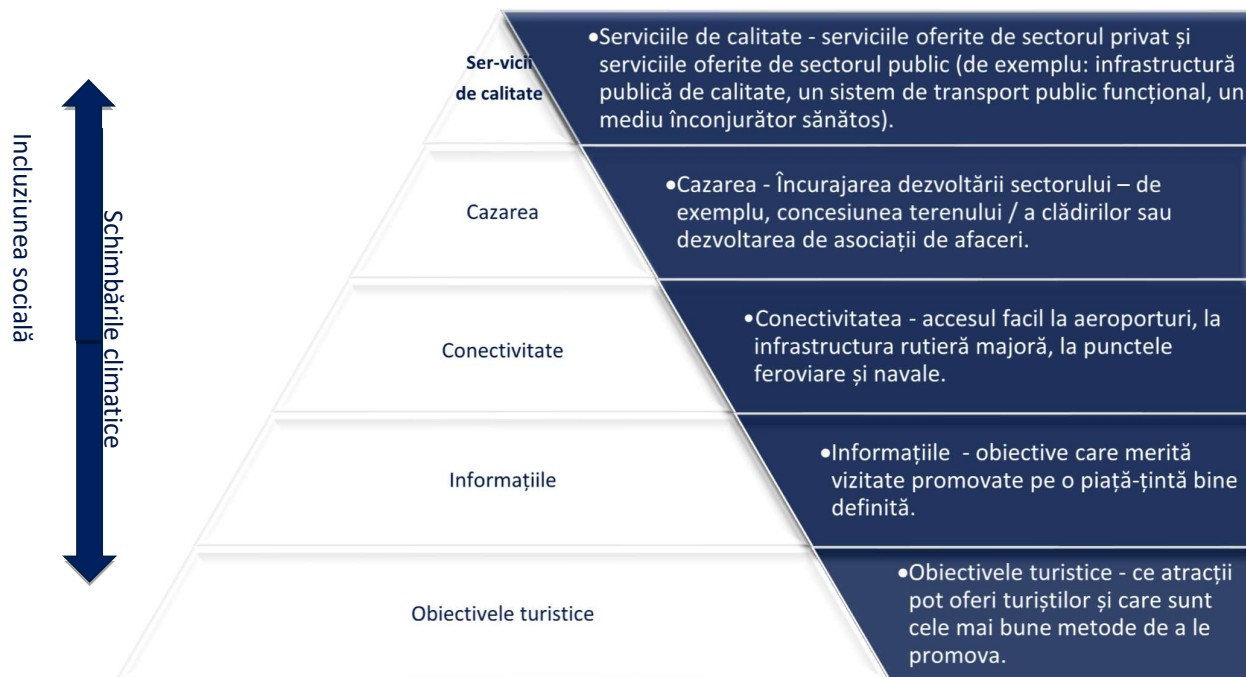 Incluziunea socială
Schimbările climatice
Ser-vicii
de calitate
•Serviciile de calitate - serviciile oferite de sectorul privat și
serviciile oferite de sectorul public (de exemplu: infrastructură
publică de calitate, un sistem de transport public funcțional, un
mediu înconjurător sănătos).
Cazarea
•Cazarea - Încurajarea dezvoltării sectorului – de
exemplu, concesiunea terenului / a clădirilor sau
dezvoltarea de asociații de afaceri.
Conectivitate
•Conectivitatea - accesul facil la aeroporturi, la
infrastructura rutieră majoră, la punctele
feroviare și navale.
Informațiile
•Informațiile  - obiective care merită
vizitate promovate pe o piață-țintă bine
definită.
Obiectivele turistice
•Obiectivele turistice - ce atracții
pot oferi turiștilor și care sunt
cele mai bune metode de a le
promova.